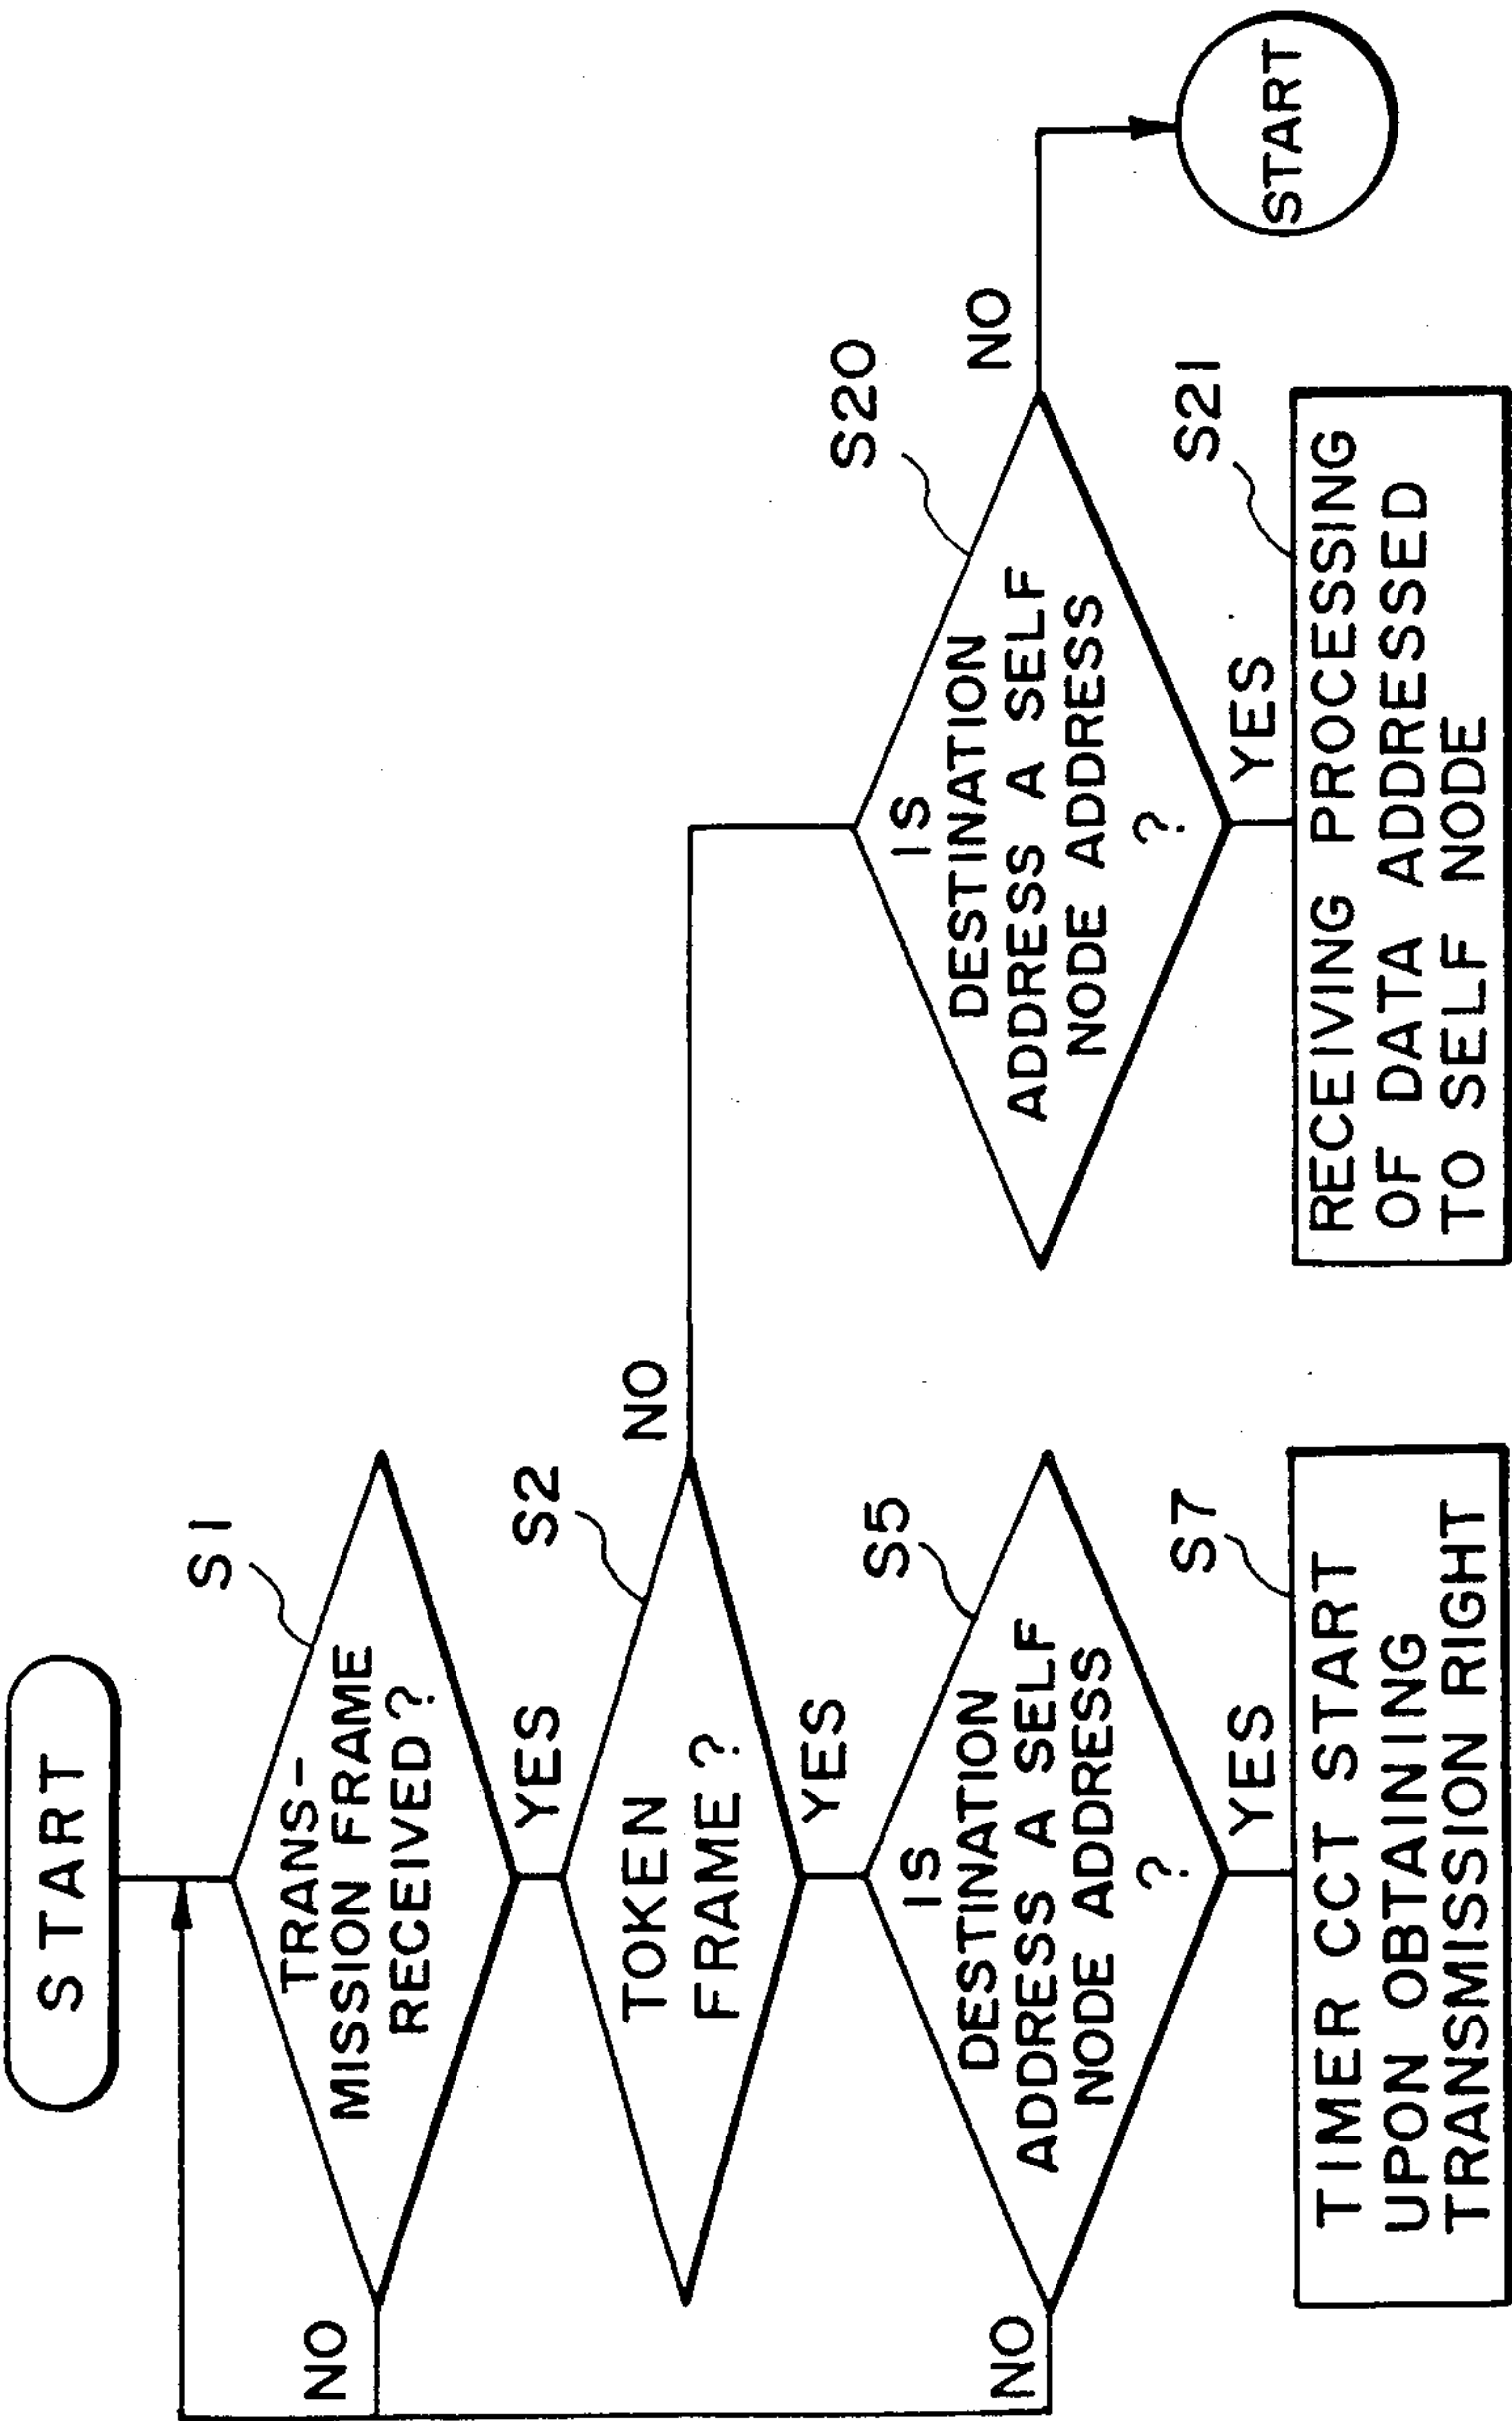 START
S1
TRANS-
MISSION FRAME
RECEIVED?
NO
YES
S2
TOKEN
FRAME?
NO
YES
S5
IS
DESTINATION
ADDRESS A SELF
NODE ADDRESS
?
NO
YES
S7
TIMER CCT START
UPON OBTAINING
TRANSMISSION RIGHT
S20
IS
DESTINATION
ADDRESS A SELF
NODE ADDRESS
?
NO
START
YES
S21
RECEIVING PROCESSING
OF DATA ADDRESSED
TO SELF NODE